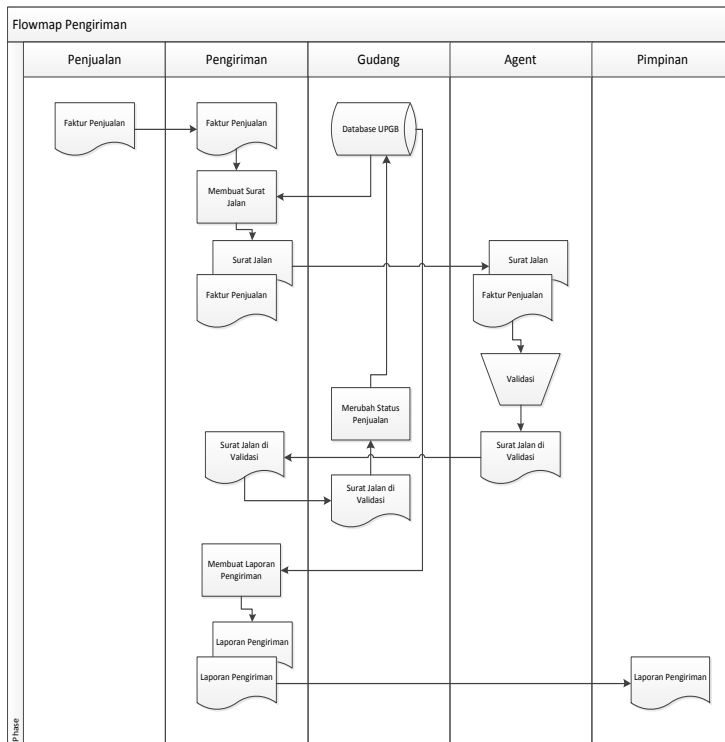 Flowmap Pengiriman
Penjualan
Pengiriman
Gudang
Agent
Pimpinan
Faktur Penjualan
Faktur Penjualan
Database UPGB
Membuat Surat
Jalan
Surat Jalan
Faktur Penjualan
Surat Jalan
Faktur Penjualan
Validasi
Merubah Status
Penjualan
Surat Jalan di
Validasi
Surat Jalan di
Validasi
Surat Jalan di
Validasi
Membuat Laporan
Pengiriman
Laporan Pengiriman
Laporan Pengiriman
Laporan Pengiriman
Phase